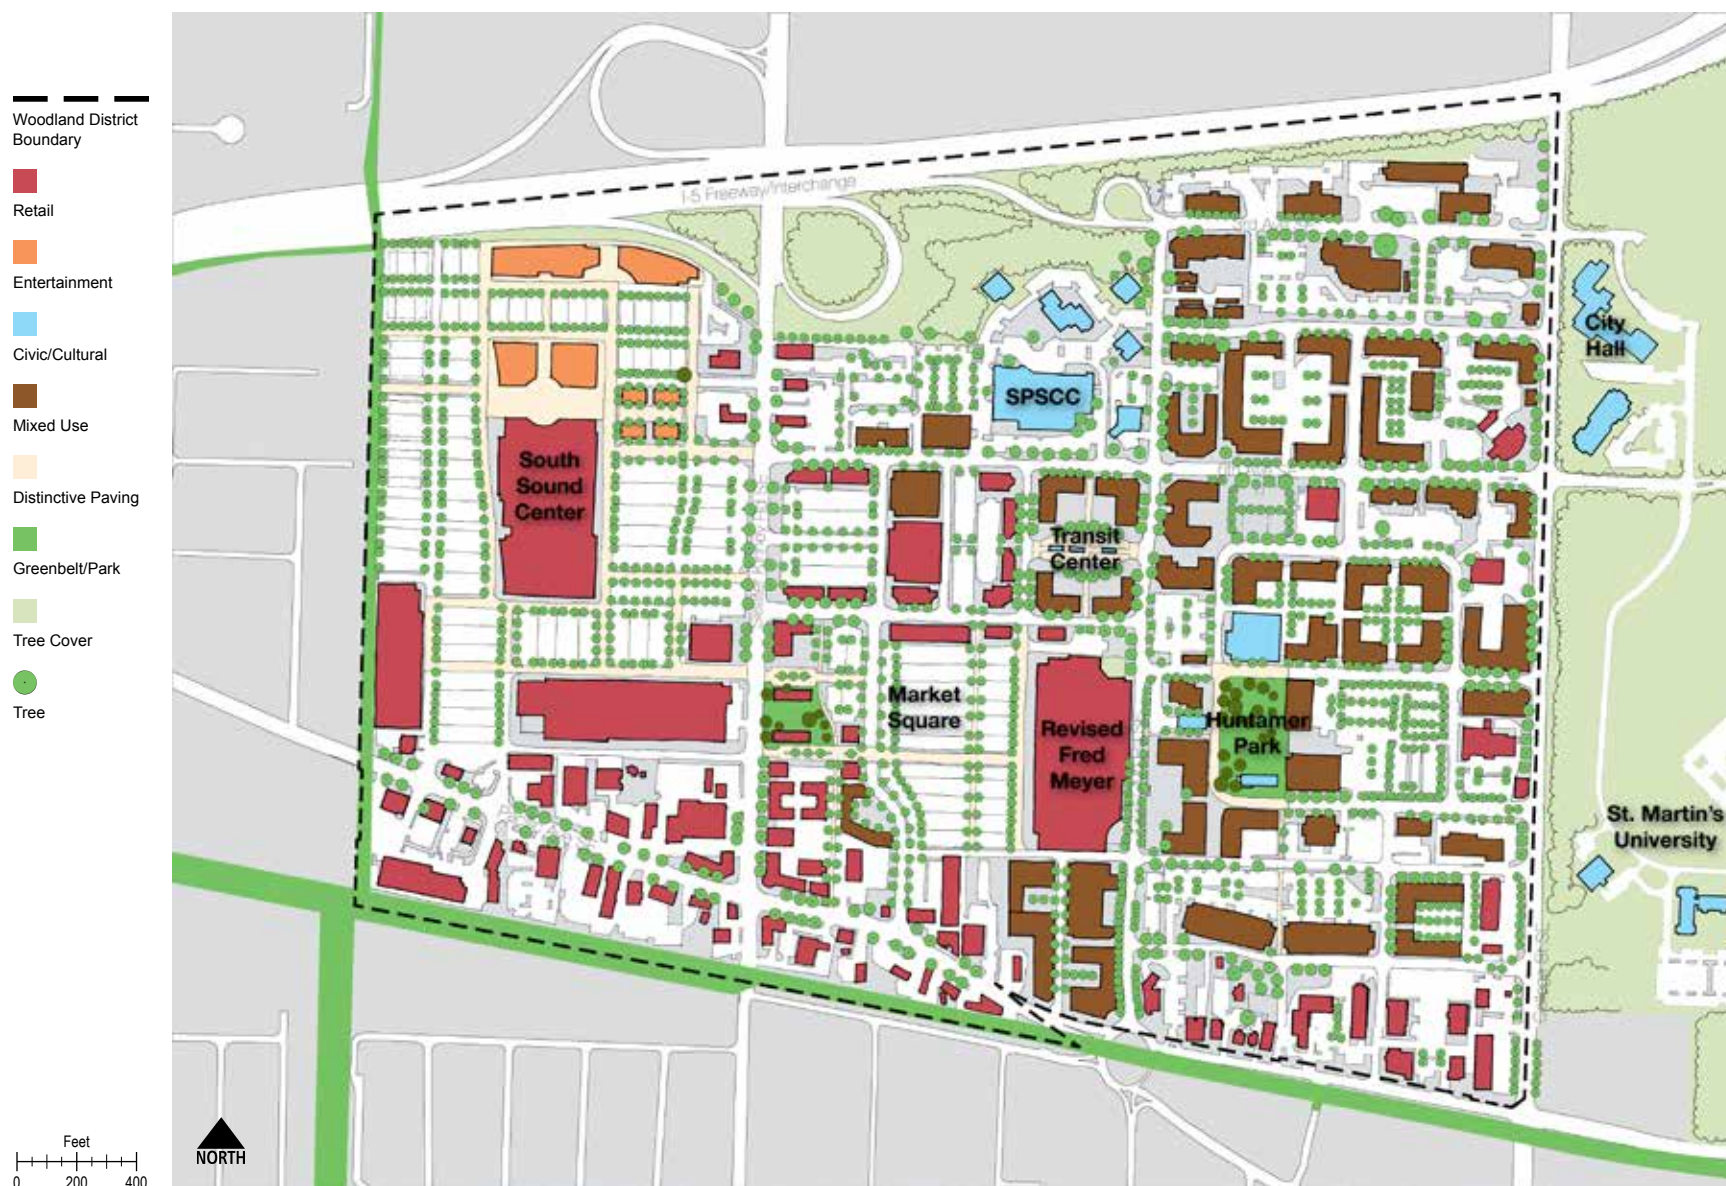 Woodland District
Boundary
Retail
Entertainment
Civic/Cultural
Mixed Use
Distinctive Paving
Greenbelt/Park
Tree Cover
Tree
Feet
0 200 400
NORTH
I-5 Freeway/Interchange
3rd Av
City
Hall
SPSCC
South
Sound
Center
Transit
Center
Market
Square
Revised
Fred
Meyer
Huntamer
Park
St. Martin's
University